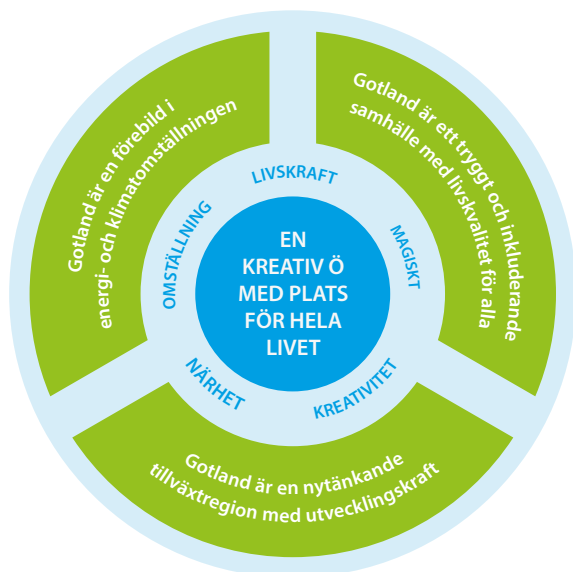 Gotland är en förebild i
energi- och klimatomställningen
Gotland är ett tryggt och inkluderande
samhälle med livskvalitet för alla
LIVSKRAFT
OMSTÄLLNING
MAGISKT
EN
KREATIV Ö
MED PLATS
FÖR HELA
LIVET
NÄRHET
KREATIVITET
Gotland är en nytänkande
tillväxtregion med utvecklingskraft